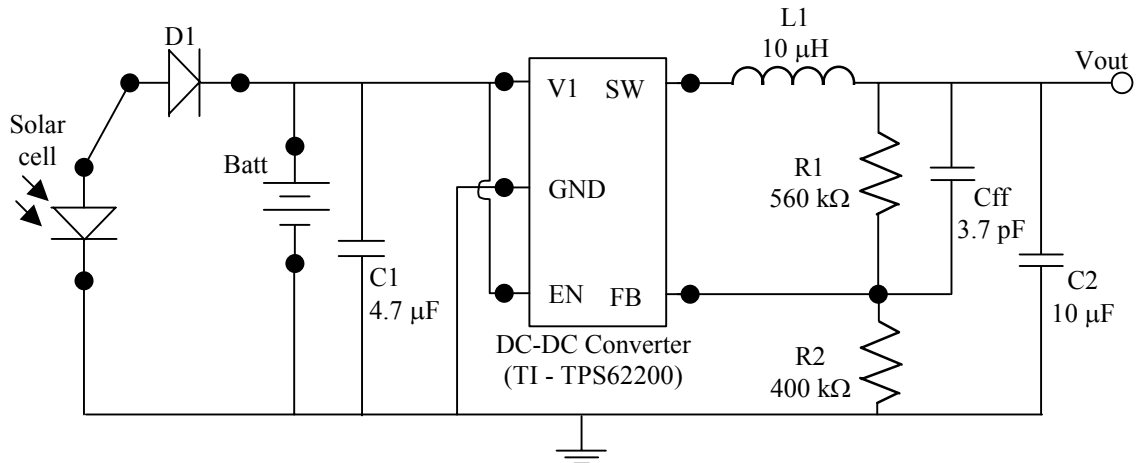 D1
Solar
cell
Batt
C1
4.7 μF
V1
SW
GND
EN
FB
DC-DC Converter
(TI - TPS62200)
L1
10 μH
Vout
R1
560 kΩ
Cff
3.7 pF
C2
10 μF
R2
400 kΩ